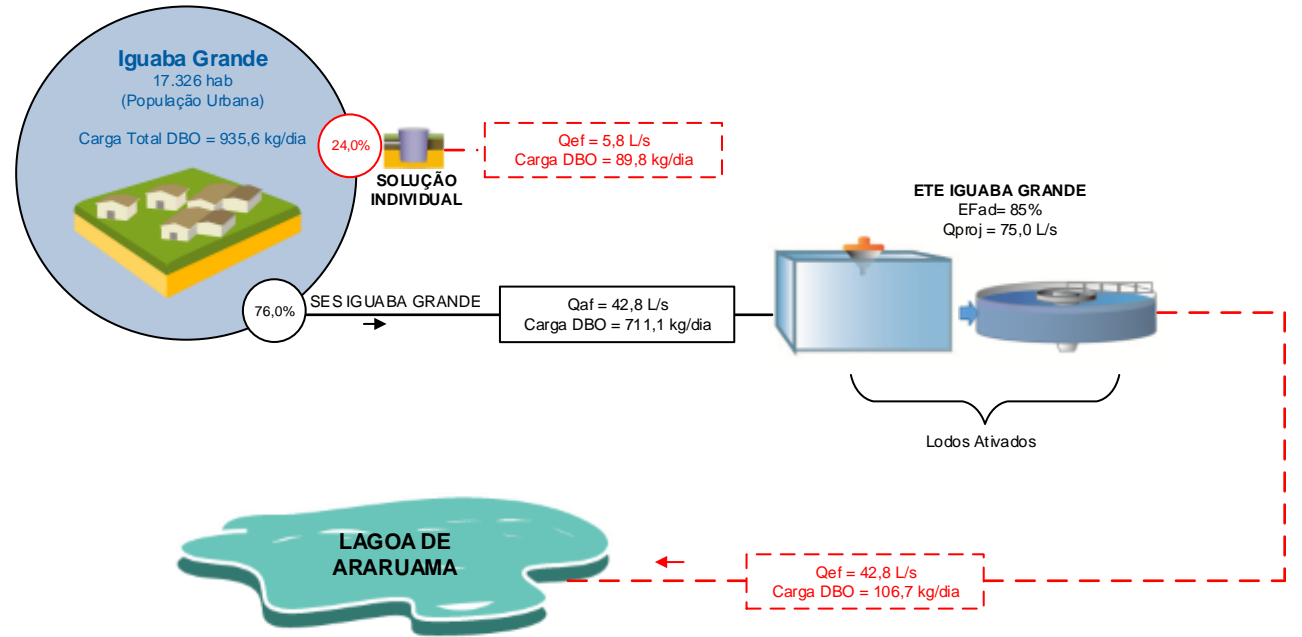 Iguaba Grande
17.326 hab
(População Urbana)
Carga Total DBO = 935,6 kg/dia
24,0%
SOLUÇÃO
INDIVIDUAL
Qef = 5,8 L/s
Carga DBO = 89,8 kg/dia
ETE IGUABA GRANDE
EFad= 85%
Qproj = 75,0 L/s
76,0%
SES IGUABA GRANDE
Qaf = 42,8 L/s
Carga DBO = 711,1 kg/dia
Lodos Ativados
LAGOA DE
ARARUAMA
Qef = 42,8 L/s
Carga DBO = 106,7 kg/dia